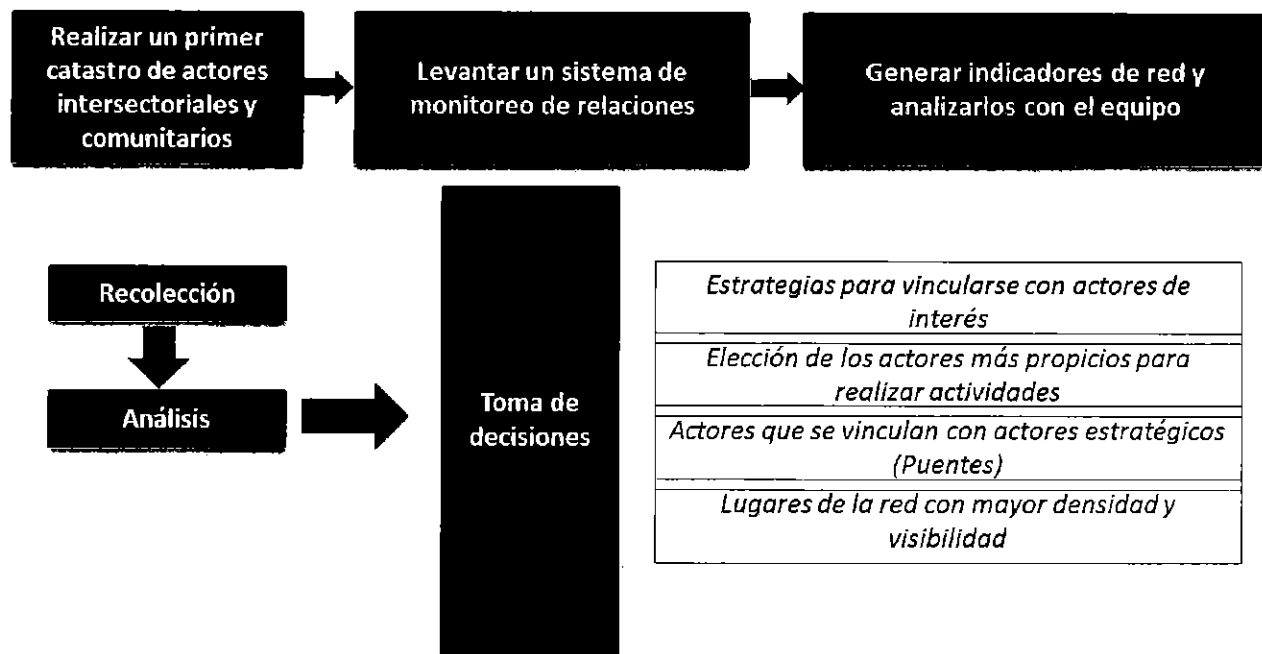 Realizar un primer
catastro de actores
intersectoriales y
comunitarios
Levantar un sistema de
monitoreo de relaciones
Generar indicadores de red y
analizarlos con el equipo
Recolección
Análisis
Toma de
decisiones
Estrategias para vincularse con actores de
interés
Elección de los actores más propicios para
realizar actividades
Actores que se vinculan con actores estratégicos
(Puentes)
Lugares de la red con mayor densidad y
visibilidad